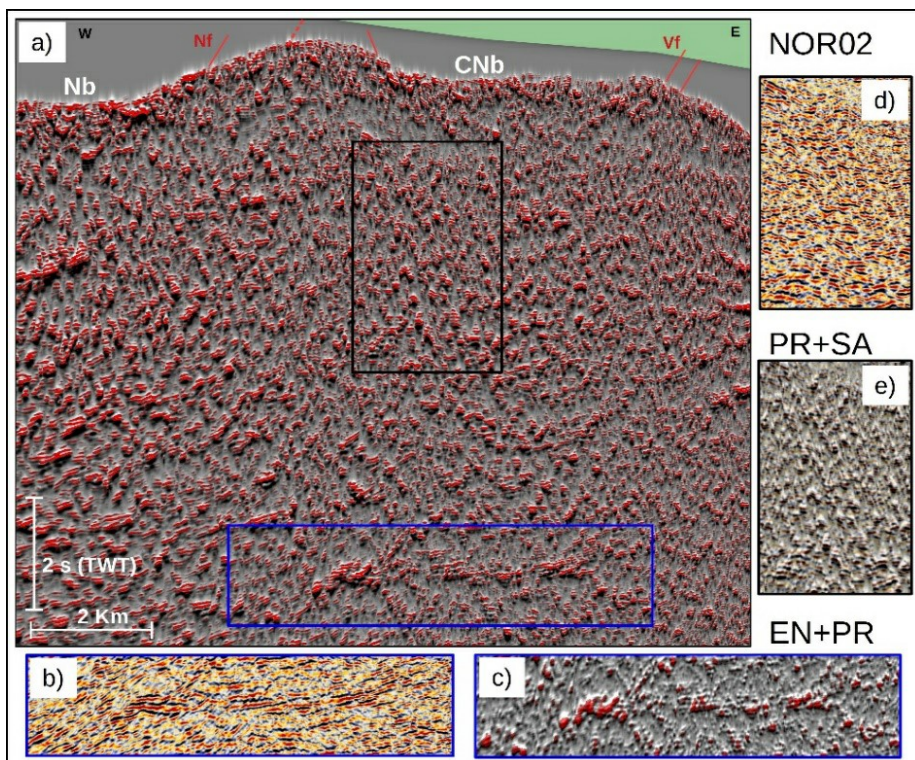 a)
W
Nf
Nb
CNb
Vf
E
NOR02
d)
PR+SA
e)
2 s (TWT)
2 Km
EN+PR
b)
c)